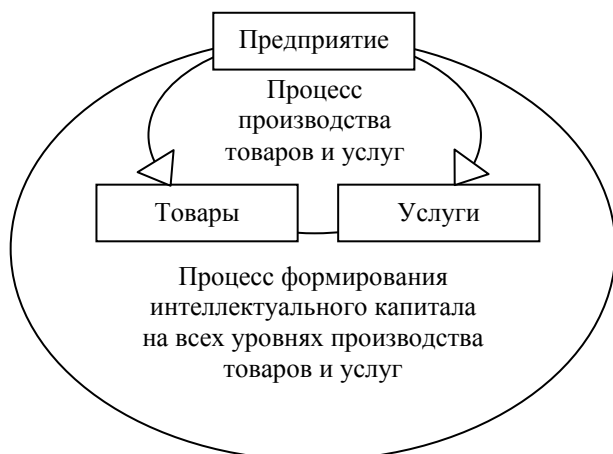 Предприятие
Процесс
производства
товаров и услуг
Товары
Услуги
Процесс формирования
интеллектуального капитала
на всех уровнях производства
товаров и услуг